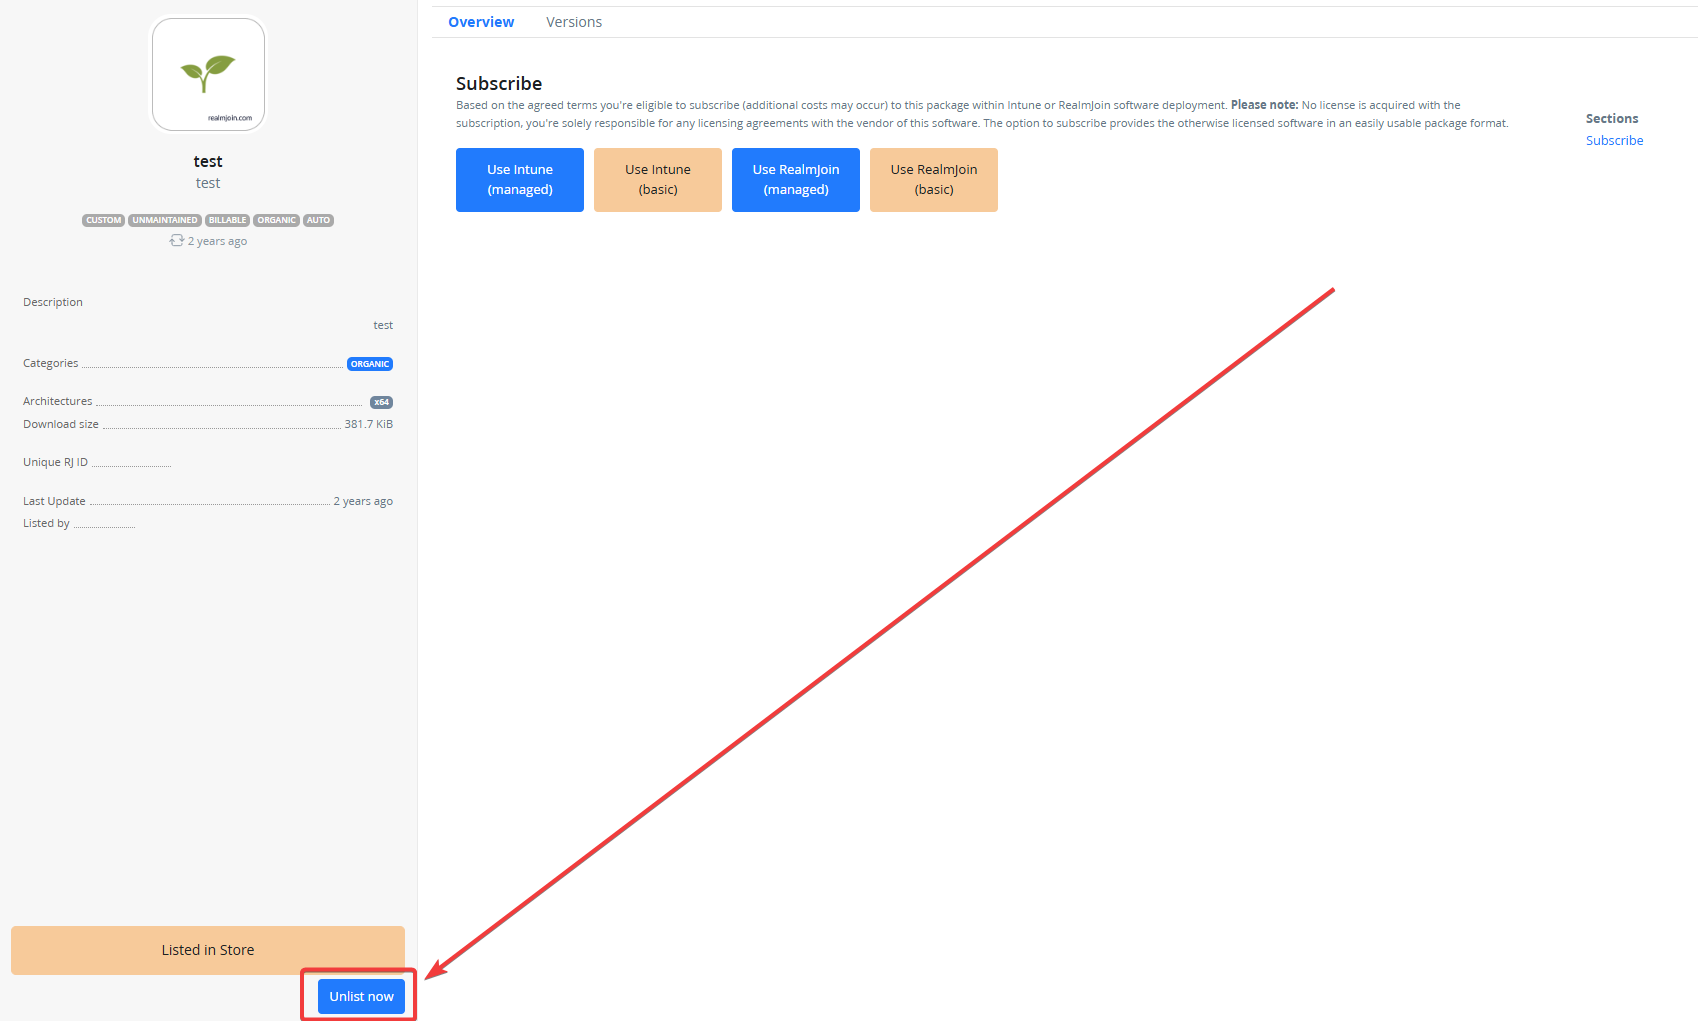 realmjoin.com
test
test
CUSTOM UNMAINTAINED BILLABLE ORGANIC AUTO
2 years ago
Description
test
Categories ORGANIC
Architectures x64
Download size 381.7 KiB
Unique RJ ID
Last Update 2 years ago
Listed by
Listed in Store
Unlist now
Overview Versions
Subscribe
Based on the agreed terms you're eligible to subscribe (additional costs may occur) to this package within Intune or RealmJoin software deployment. Please note: No license is acquired with the
subscription, you're solely responsible for any licensing agreements with the vendor of this software. The option to subscribe provides the otherwise licensed software in an easily usable package format.
Use Intune
(managed)
Use Intune
(basic)
Use RealmJoin
(managed)
Use RealmJoin
(basic)
Sections
Subscribe